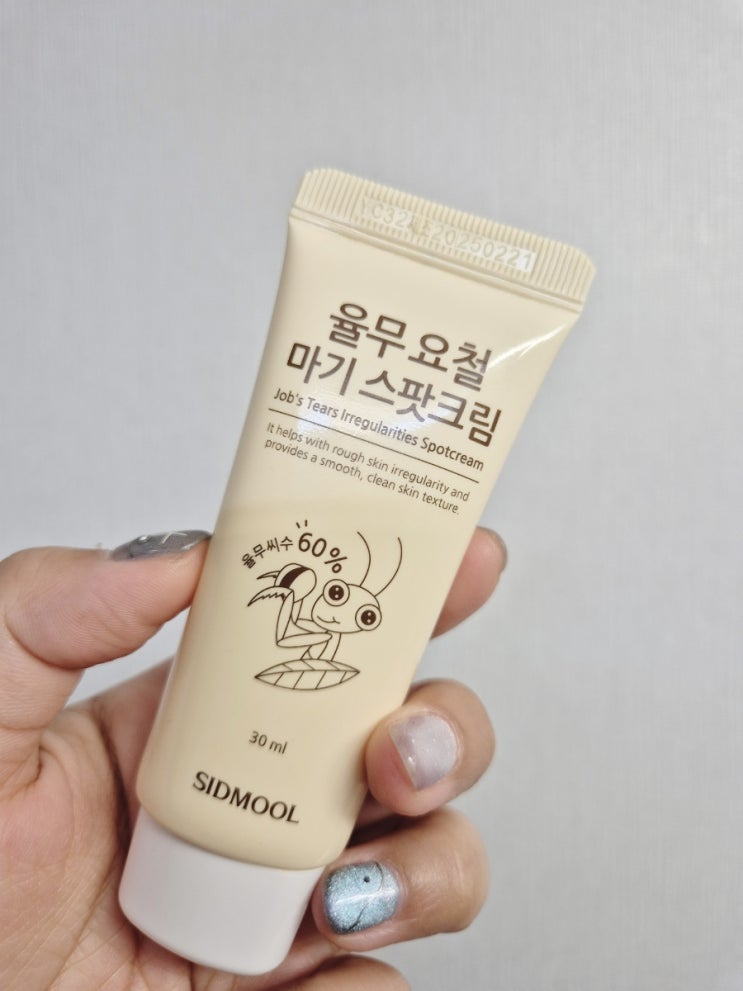 20250221
율무 요철
마기 스팟크림
Job's Tears Irregularities Spotcream
It helps with rough skin irregularity and
provides a smooth, clean skin texture.
율무씨수 60%
30 ml
SIDMOOL